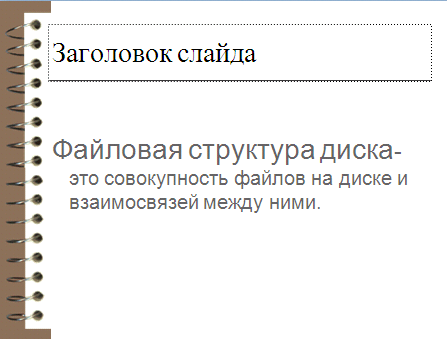 Заголовок слайда
Файловая структура диска-
это совокупность файлов на диске и
взаимосвязей между ними.